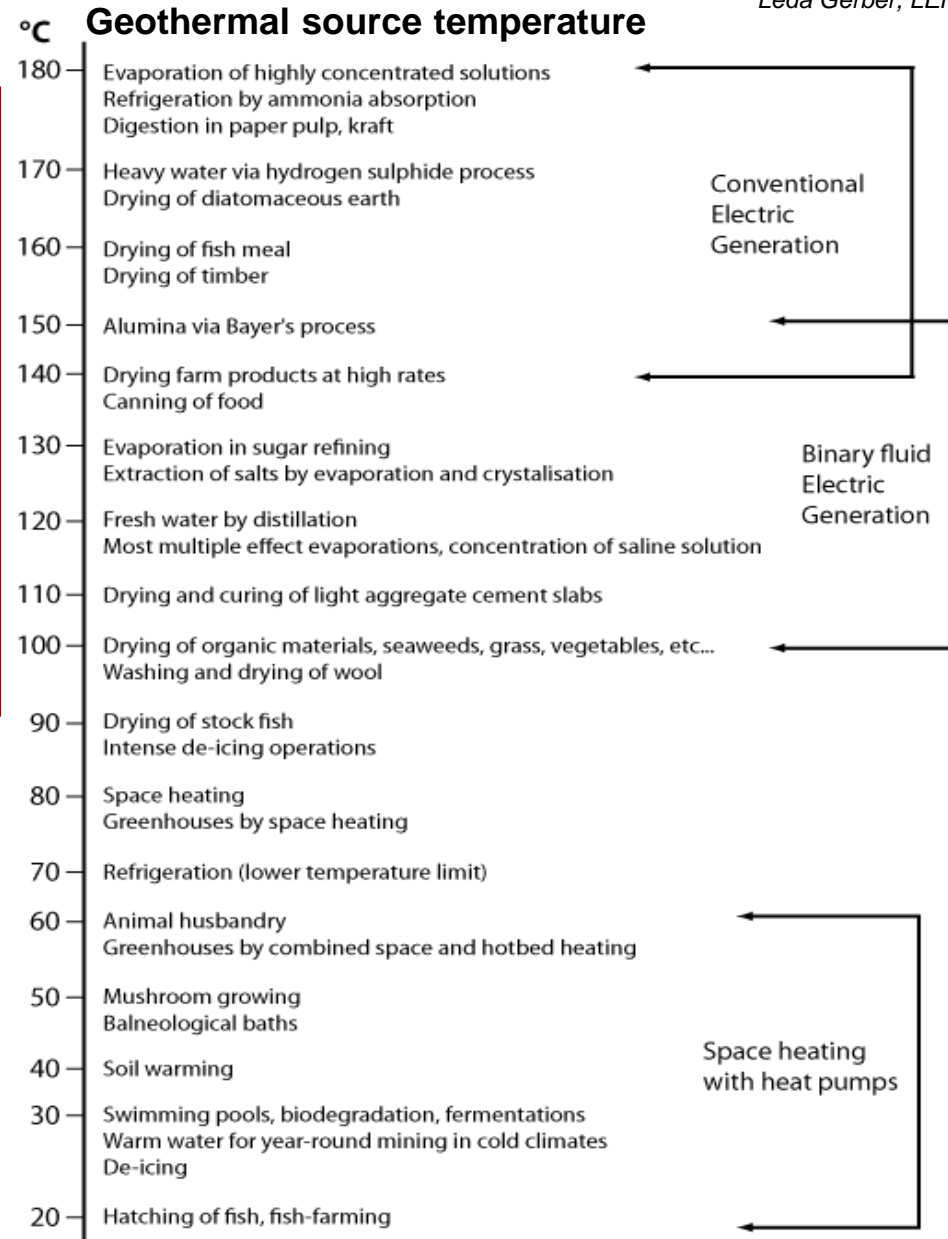 Leda Gerber,
°C Geothermal source temperature
180 Evaporation of highly concentrated solutions
Refrigeration by ammonia absorption
Digestion in paper pulp, kraft
170 Heavy water via hydrogen sulphide process
Drying of diatomaceous earth
Conventional
Electric
Generation
160 Drying of fish meal
Drying of timber
150 Alumina via Bayer's process
140 Drying farm products at high rates
Canning of food
130 Evaporation in sugar refining
Extraction of salts by evaporation and crystalisation
Binary fluid
Electric
Generation
120 Fresh water by distillation
Most multiple effect evaporations, concentration of saline solution
110 Drying and curing of light aggregate cement slabs
100 Drying of organic materials, seaweeds, grass, vegetables, etc...
Washing and drying of wool
90 Drying of stock fish
Intense de-icing operations
80 Space heating
Greenhouses by space heating
70 Refrigeration (lower temperature limit)
60 Animal husbandry
Greenhouses by combined space and hotbed heating
50 Mushroom growing
Balneological baths
40 Soil warming
Space heating
with heat pumps
30 Swimming pools, biodegradation, fermentations
Warm water for year-round mining in cold climates
De-icing
20 Hatching of fish, fish-farming